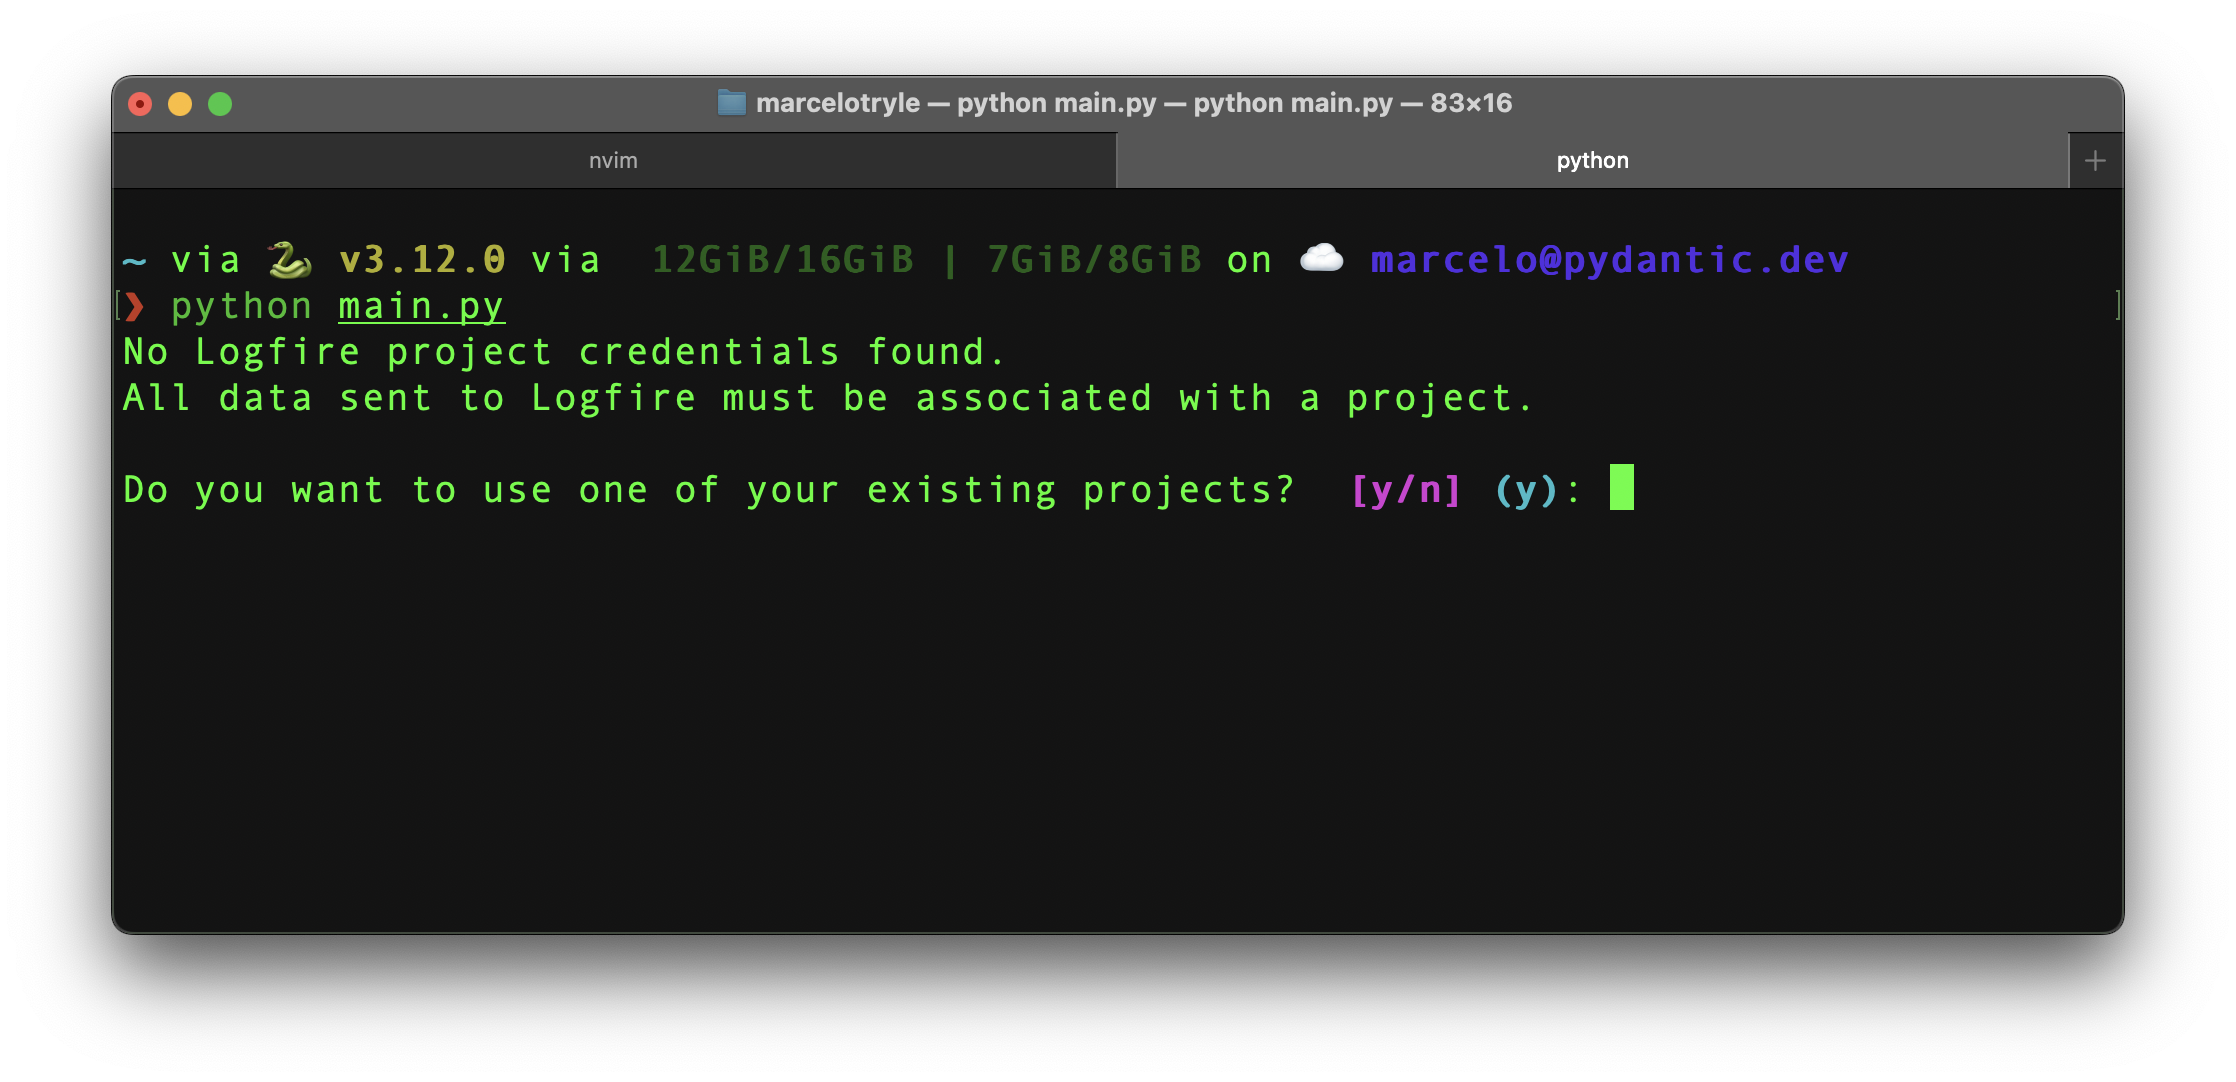 marcelotryle — python main.py — python main.py — 83×16
nvim
python
~ via 🐍 v3.12.0 via 12GiB/16GiB | 7GiB/8GiB on ☁️ marcelo@pydantic.dev
[❯ python main.py ]
No Logfire project credentials found.
All data sent to Logfire must be associated with a project.
Do you want to use one of your existing projects?  [y/n] (y):